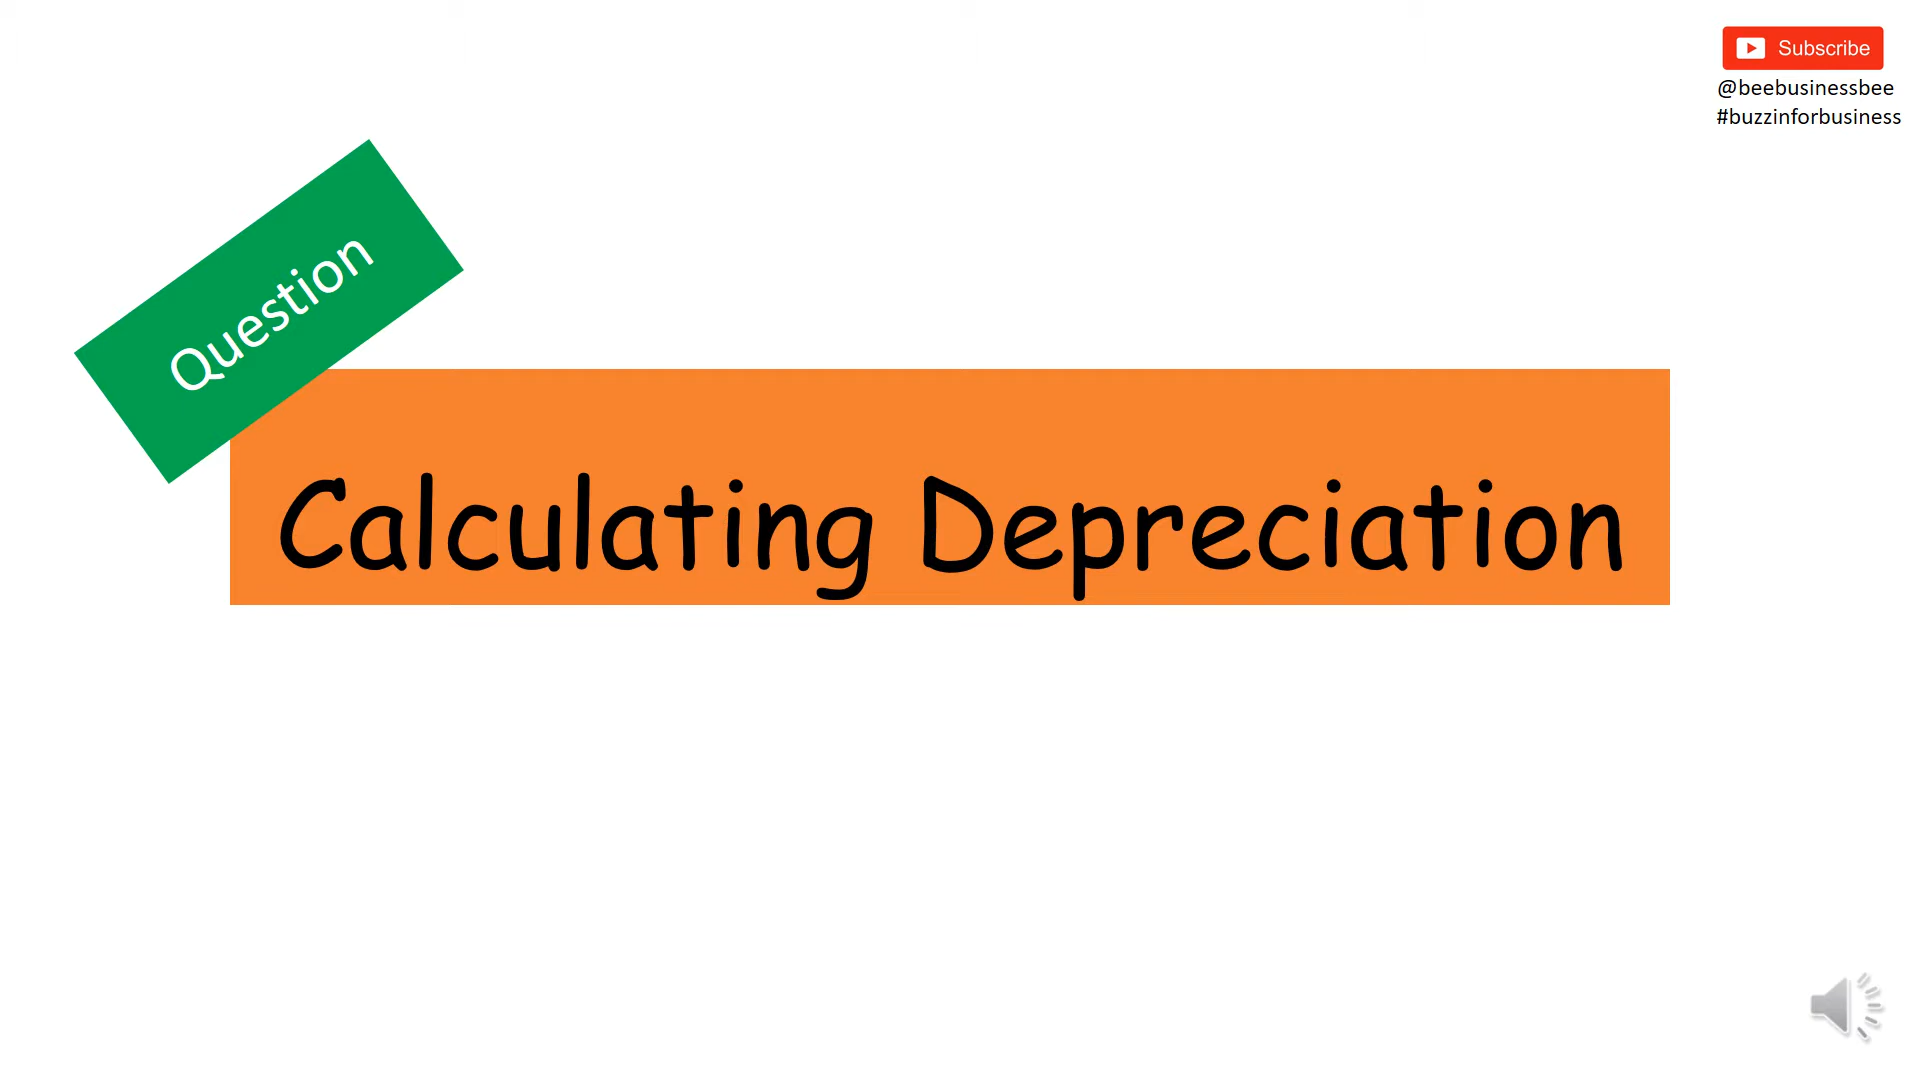 Subscribe
@beebusinessbee
#buzzinforbusiness
Question
Calculating Depreciation